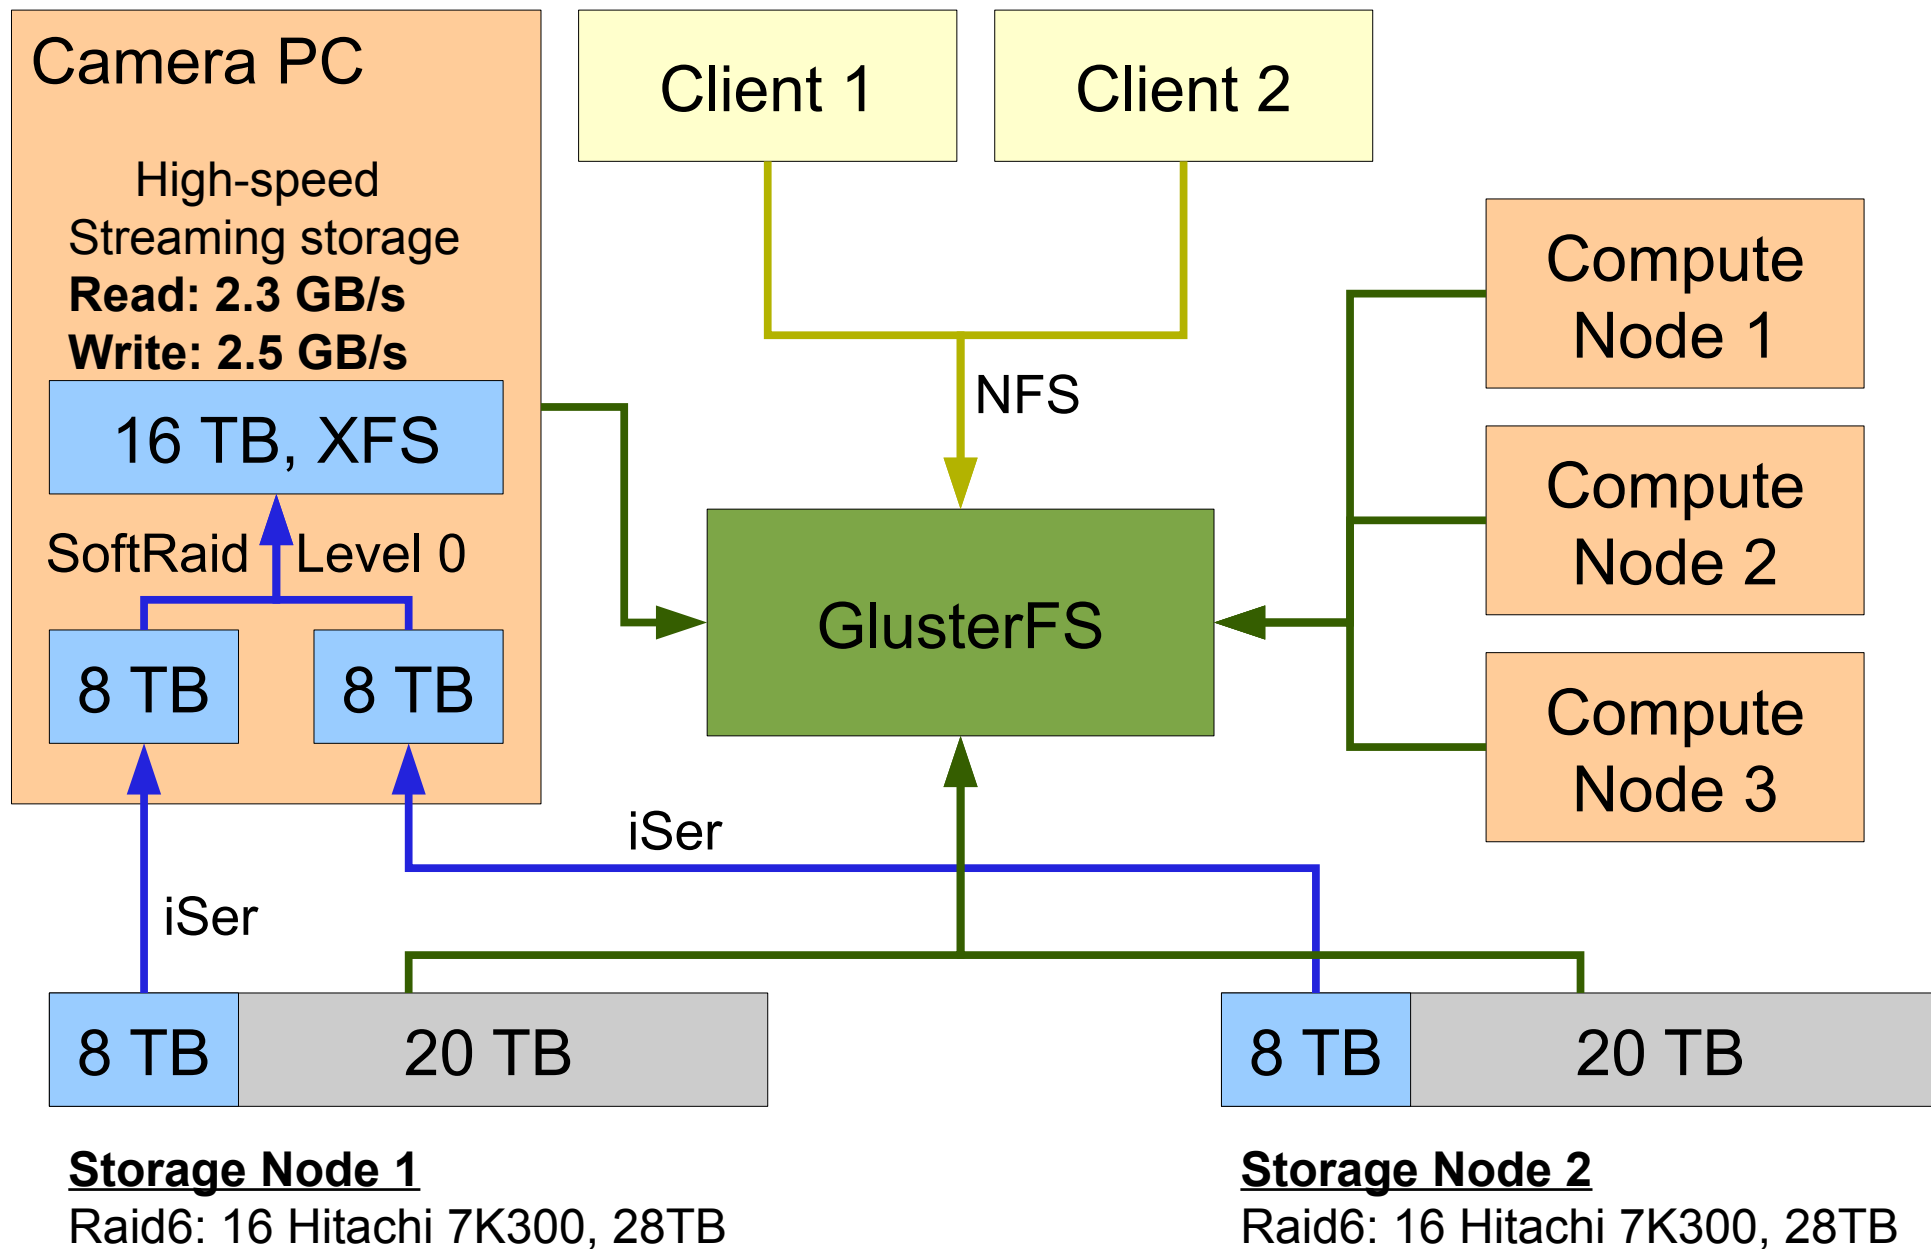 Camera PC
High-speed
Streaming storage
Read: 2.3 GB/s
Write: 2.5 GB/s
16 TB, XFS
SoftRaid Level 0
8 TB
8 TB
Client 1
Client 2
NFS
GlusterFS
Compute
Node 1
Compute
Node 2
Compute
Node 3
iSer
iSer
8 TB
20 TB
8 TB
20 TB
Storage Node 1
Raid6: 16 Hitachi 7K300, 28TB
Storage Node 2
Raid6: 16 Hitachi 7K300, 28TB